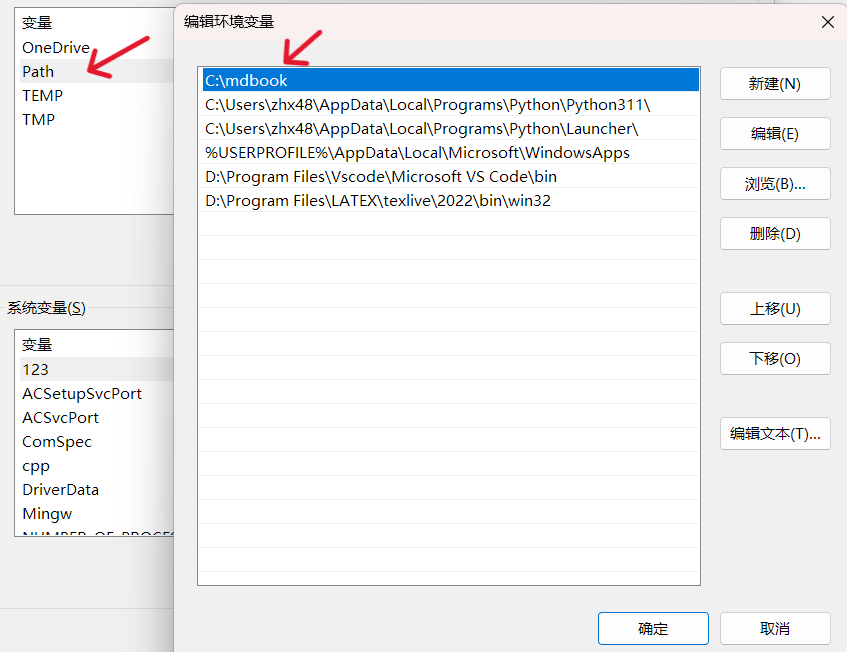 变量
OneDrive
Path
TEMP
TMP
系统变量(S)
变量
123
ACSetupSvcPort
ACSvcPort
ComSpec
cpp
DriverData
Mingw
NUMBER_OF_PROCES
编辑环境变量
C:\mdbook
C:\Users\zhx48\AppData\Local\Programs\Python\Python311\
C:\Users\zhx48\AppData\Local\Programs\Python\Launcher\
%USERPROFILE%\AppData\Local\Microsoft\WindowsApps
D:\Program Files\Vscode\Microsoft VS Code\bin
D:\Program Files\LATEX\texlive\2022\bin\win32
新建(N)
编辑(E)
浏览(B)...
删除(D)
上移(U)
下移(O)
编辑文本(T)...
确定
取消